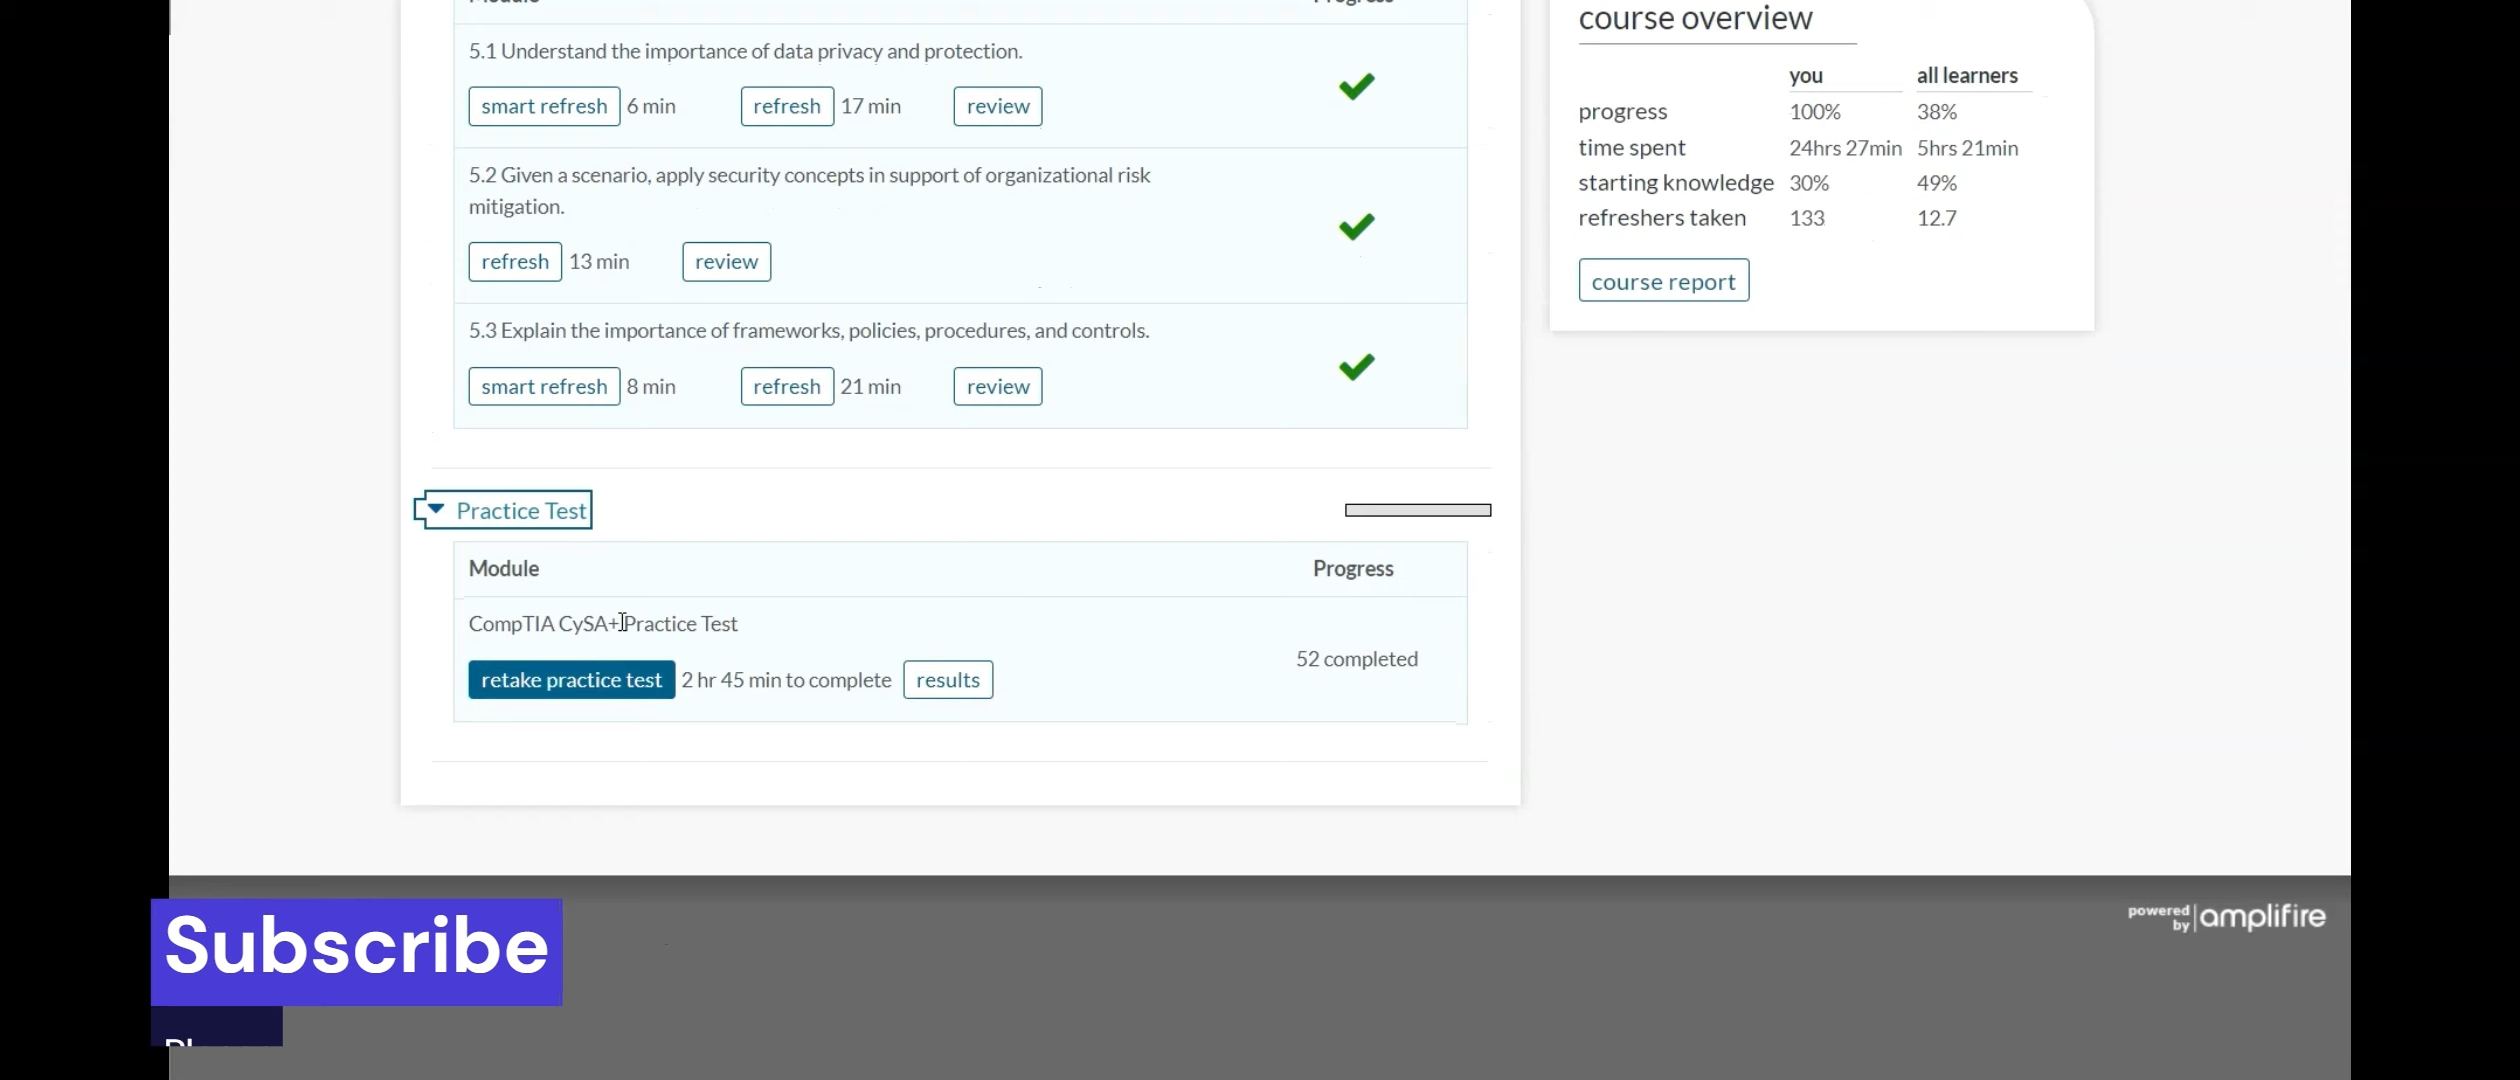 course overview
you all learners
progress 100% 38%
time spent 24hrs 27min 5hrs 21min
starting knowledge 30% 49%
refreshers taken 133 12.7
course report
5.1 Understand the importance of data privacy and protection.
smart refresh 6 min refresh 17 min review
5.2 Given a scenario, apply security concepts in support of organizational risk
mitigation.
refresh 13 min review
5.3 Explain the importance of frameworks, policies, procedures, and controls.
smart refresh 8 min refresh 21 min review
Practice Test
Module Progress
CompTIA CySA+ Practice Test
52 completed
retake practice test 2 hr 45 min to complete results
Subscribe
powered by amplifire